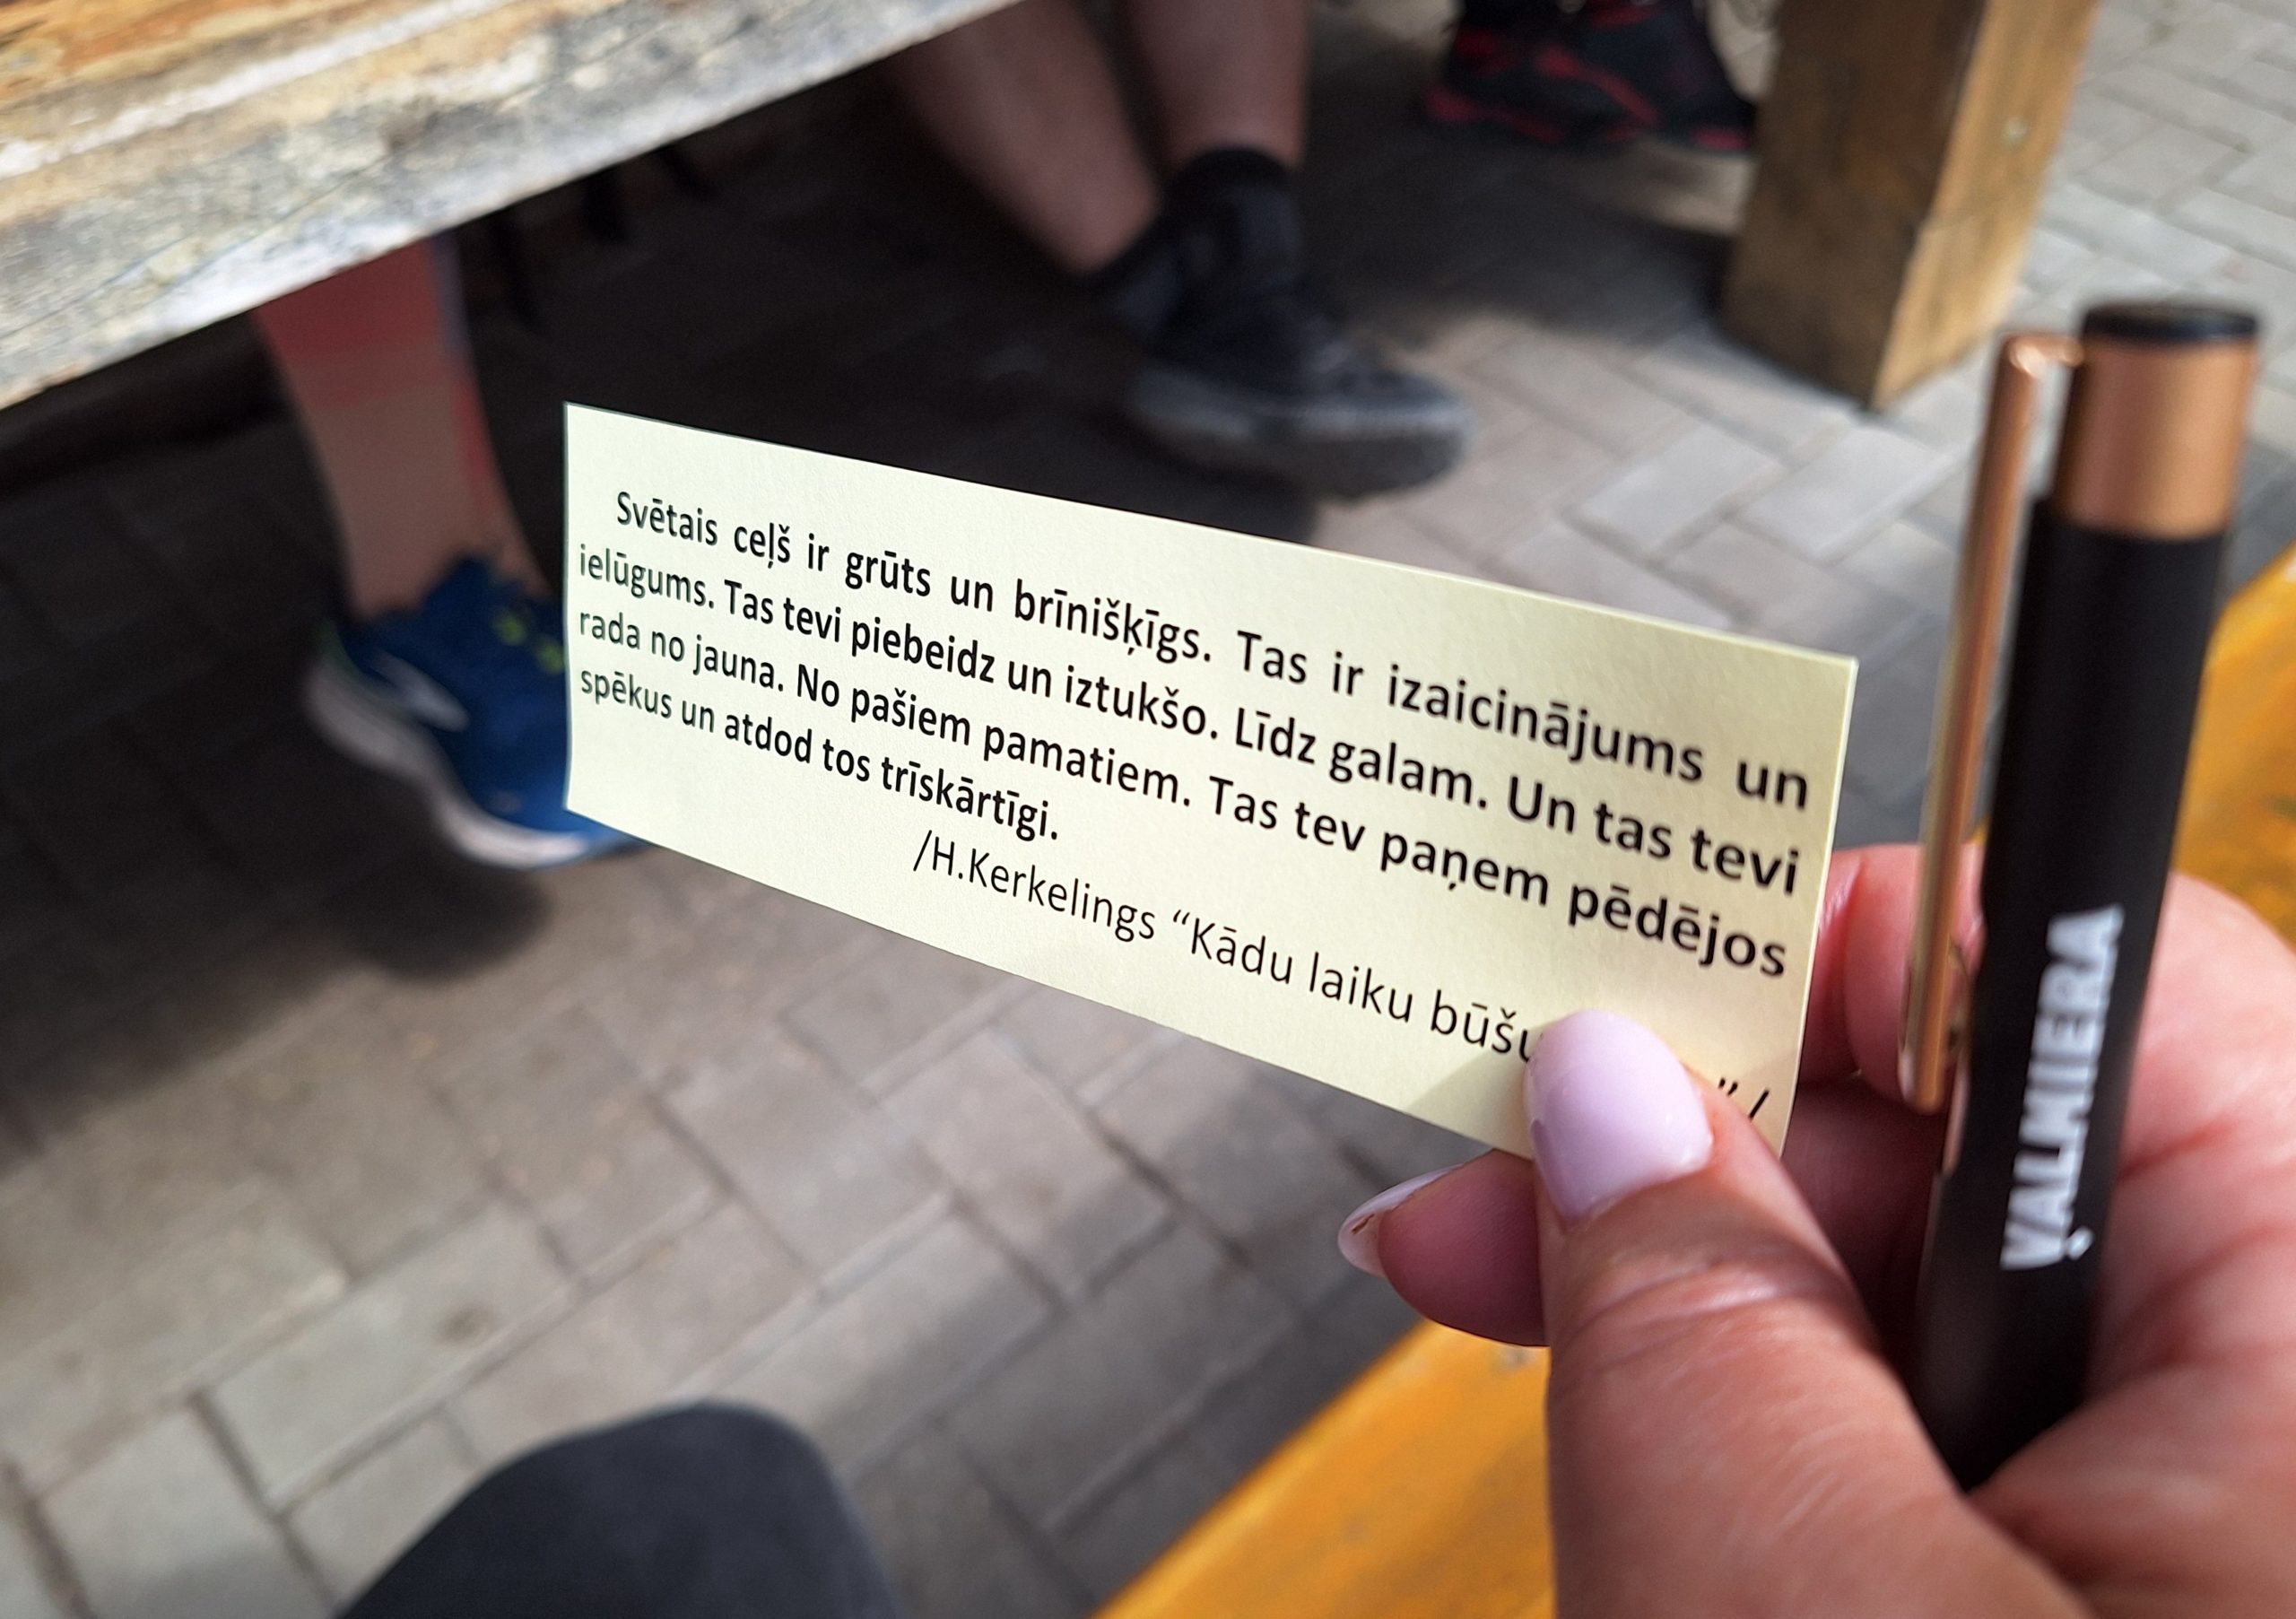 Svētais ceļš ir grūts un brīnišķīgs. Tas ir izaicinājums un
ielūgums. Tas tevi piebeidz un iztukšo. Līdz galam. Un tas tevi
rada no jauna. No pašiem pamatiem. Tas tev paņem pēdējos
spēkus un atdod tos trīskārtīgi.
/H.Kerkelings “Kādu laiku būšu ”/
VALMIERA